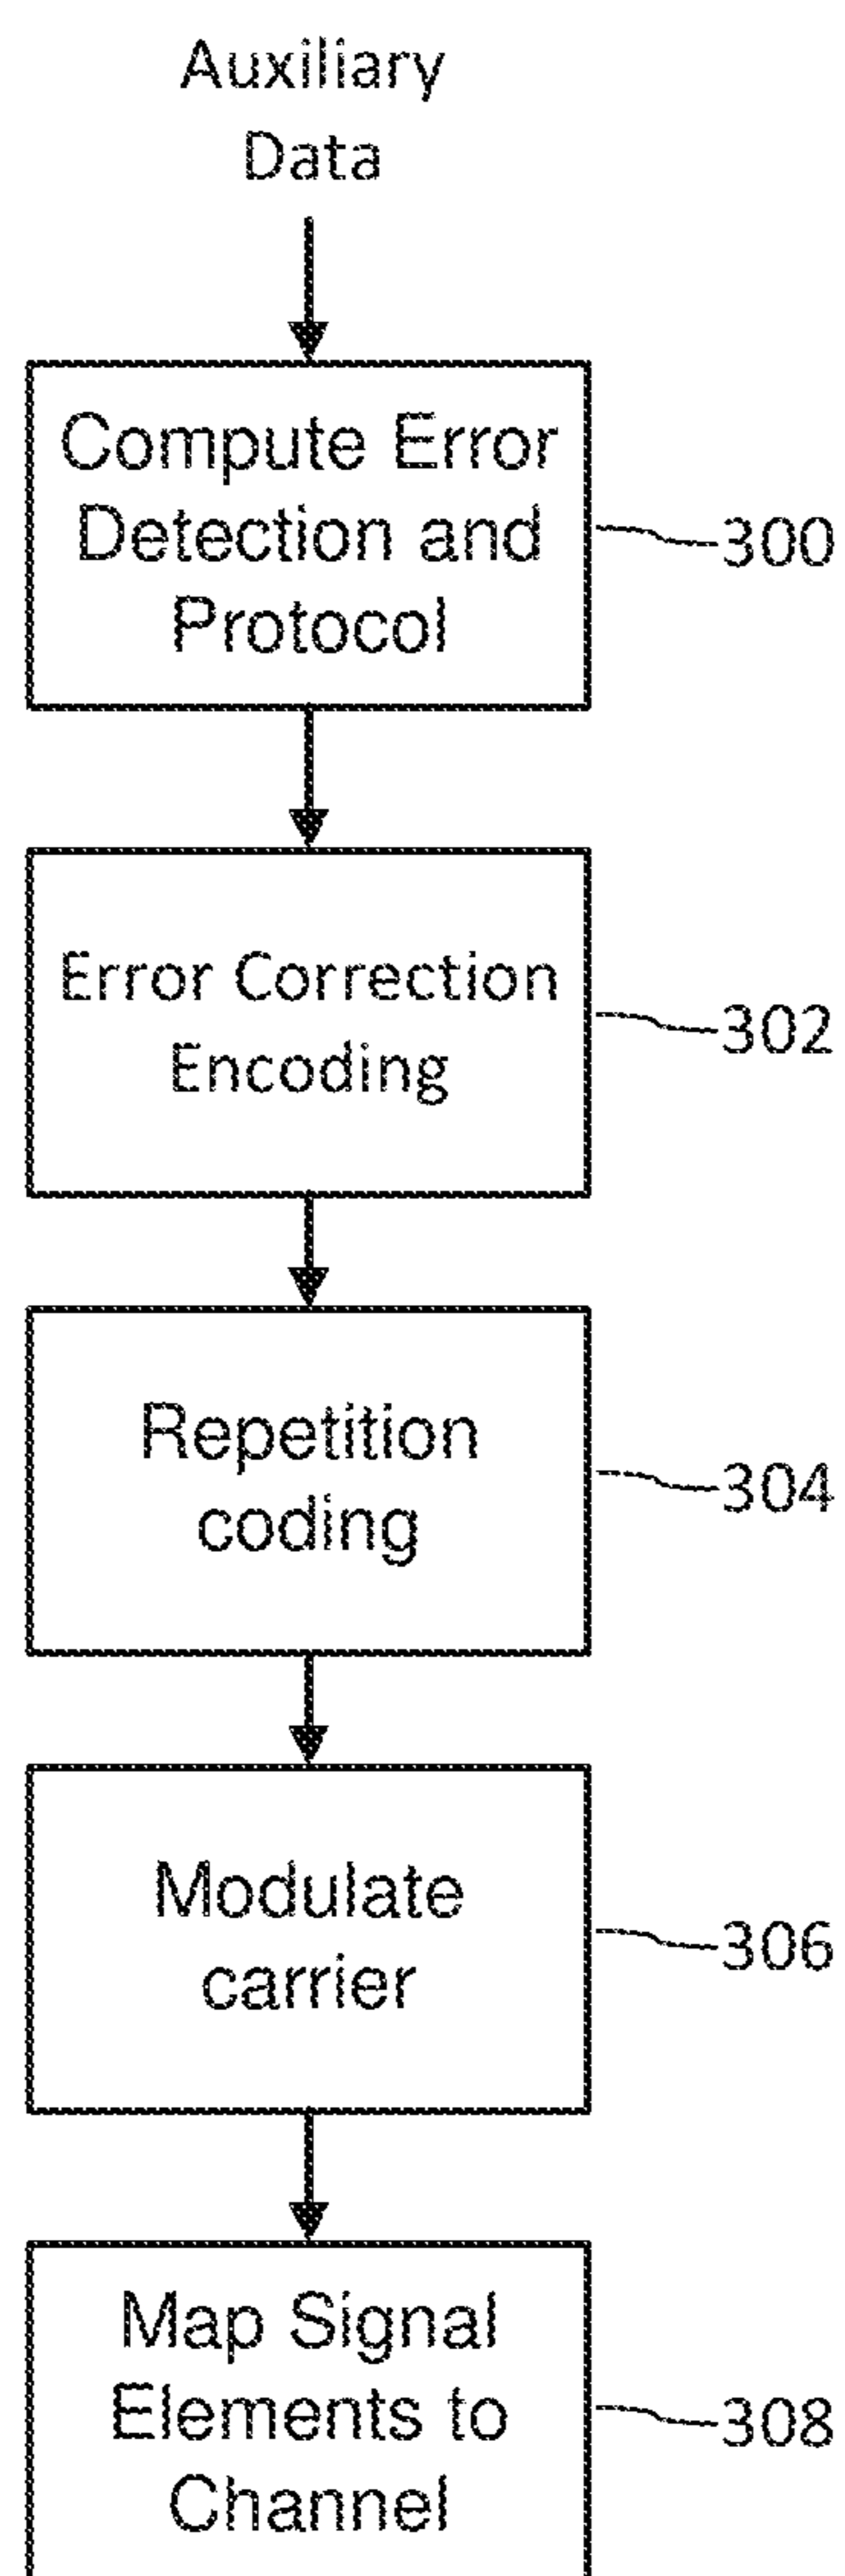 Auxiliary
Data
Compute Error
Detection and
Protocol
300
Error Correction
Encoding
302
Repetition
coding
304
Modulate
carrier
306
Map Signal
Elements to
Channel
308